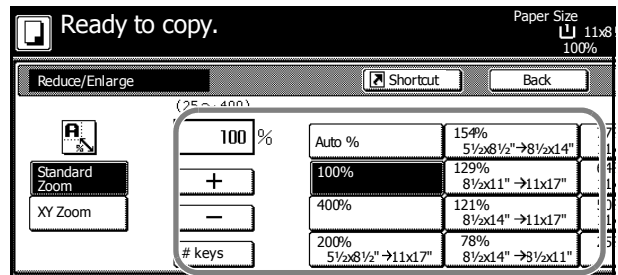 Ready to copy.
Paper Size
11x8
100%
Reduce/Enlarge
Shortcut
Back
(25～400)
100 %
Auto %
154%
5½x8½"→8½x14"
A
%
Standard
Zoom
+
100%
129%
8½x11" →11x17"
XY Zoom
−
400%
121%
8½x14" →11x17"
# keys
200%
5½x8½"→11x17"
78%
8½x14" →8½x11"